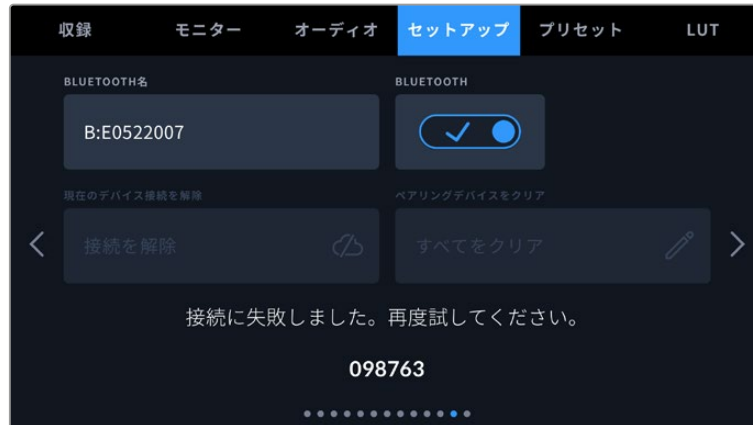 収録 モニター オーディオ セットアップ プリセット LUT
BLUETOOTH名 BLUETOOTH
B:E0522007
現在のデバイス接続を解除 ペアリングデバイスをクリア
接続を解除 すべてをクリア
接続に失敗しました。再度試してください。
098763